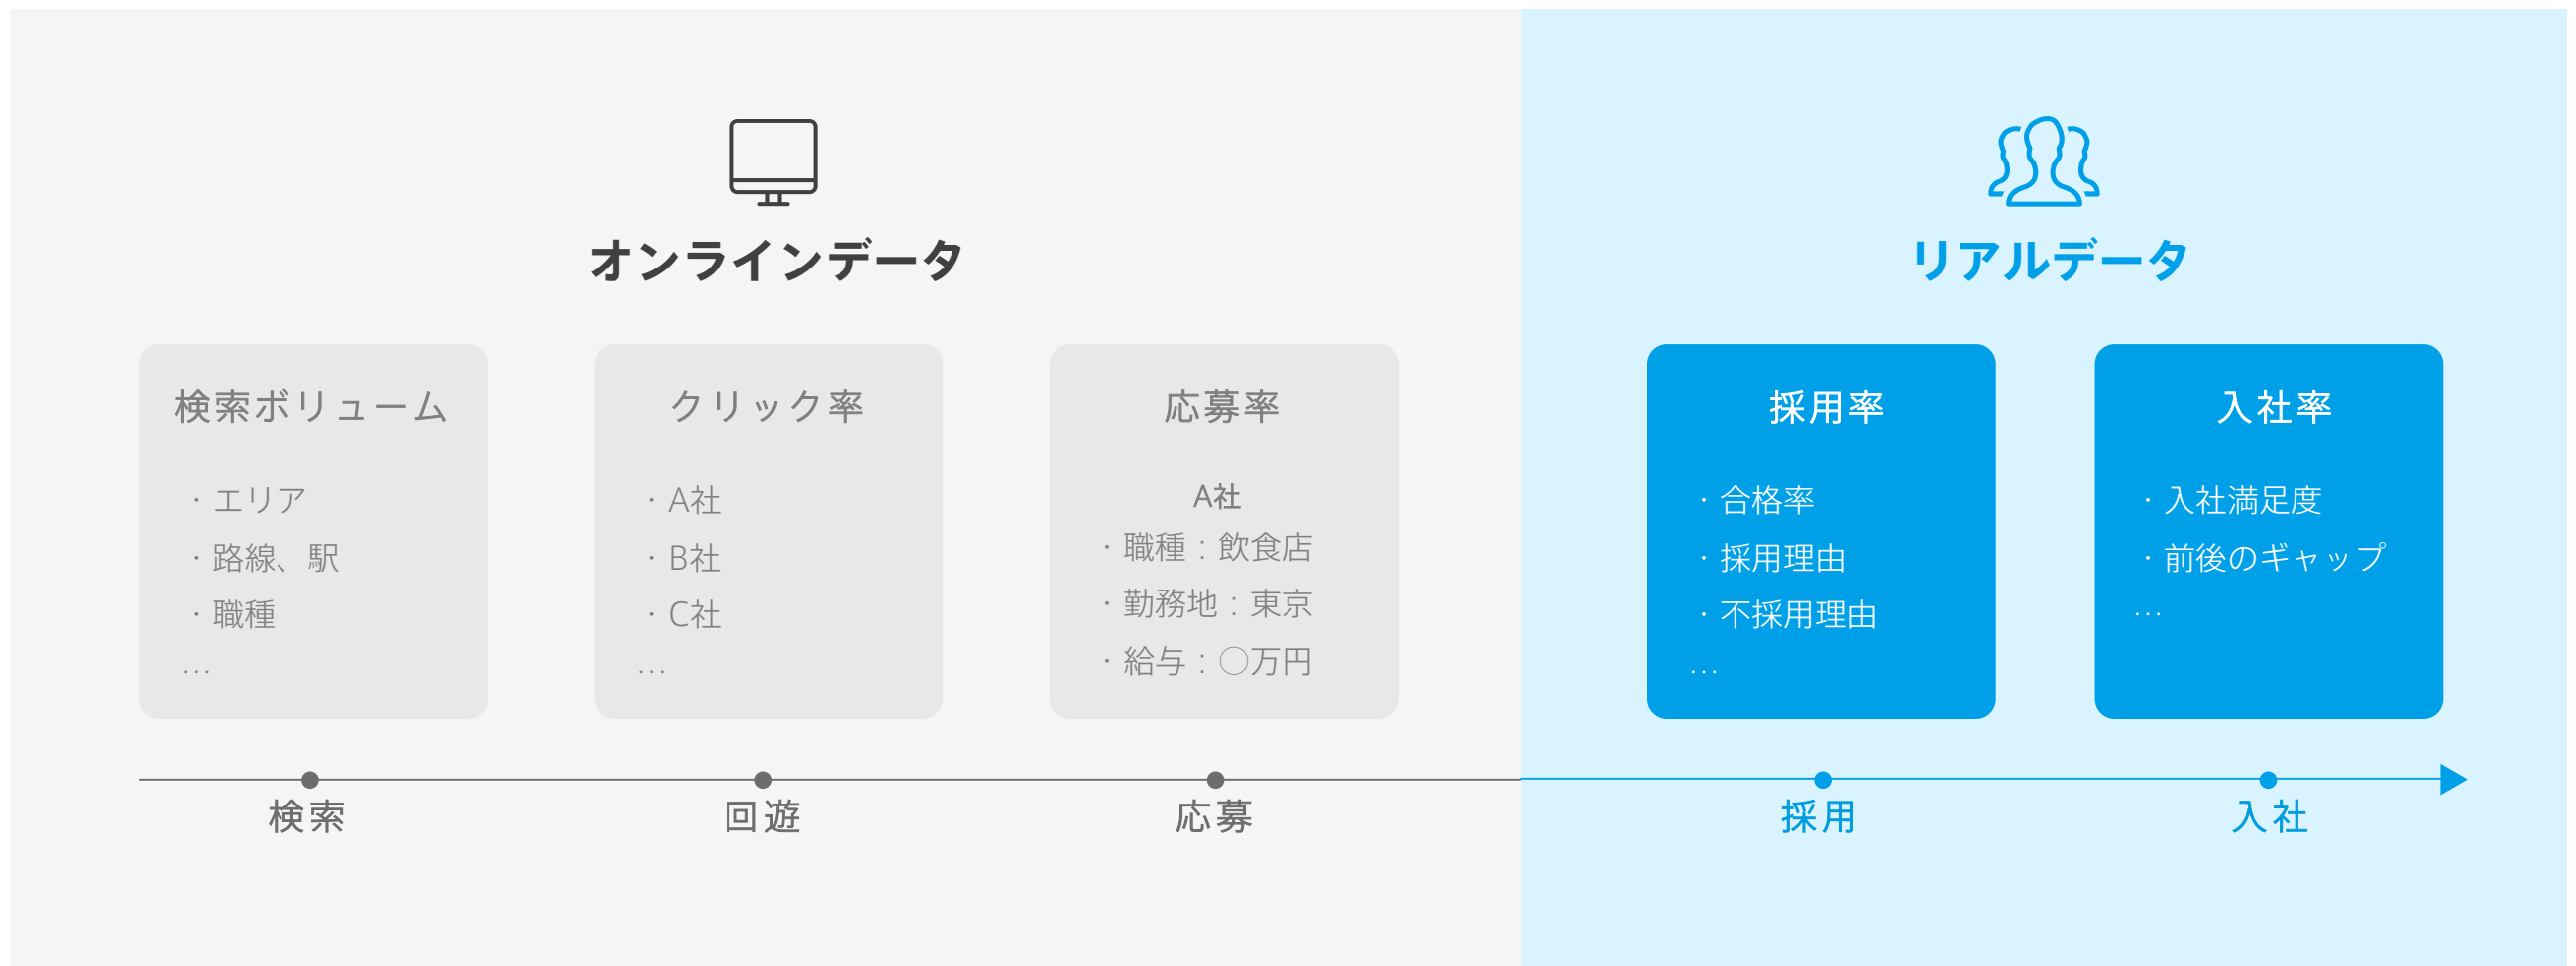 オンラインデータ
検索ボリューム
・エリア
・路線、駅
・職種
…
クリック率
・A社
・B社
・C社
…
応募率
A社
・職種：飲食店
・勤務地：東京
・給与：◯万円
検索
回遊
応募
リアルデータ
採用率
・合格率
・採用理由
・不採用理由
…
入社率
・入社満足度
・前後のギャップ
…
採用
入社